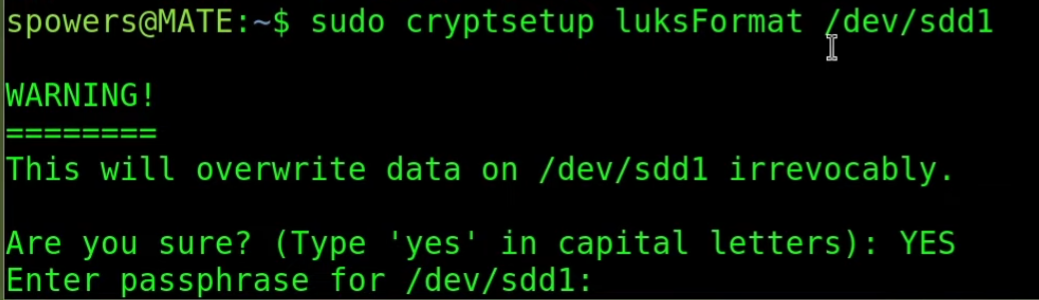 spowers@MATE:~$ sudo cryptsetup luksFormat /dev/sdd1
WARNING!
========
This will overwrite data on /dev/sdd1 irrevocably.
Are you sure? (Type 'yes' in capital letters): YES
Enter passphrase for /dev/sdd1: